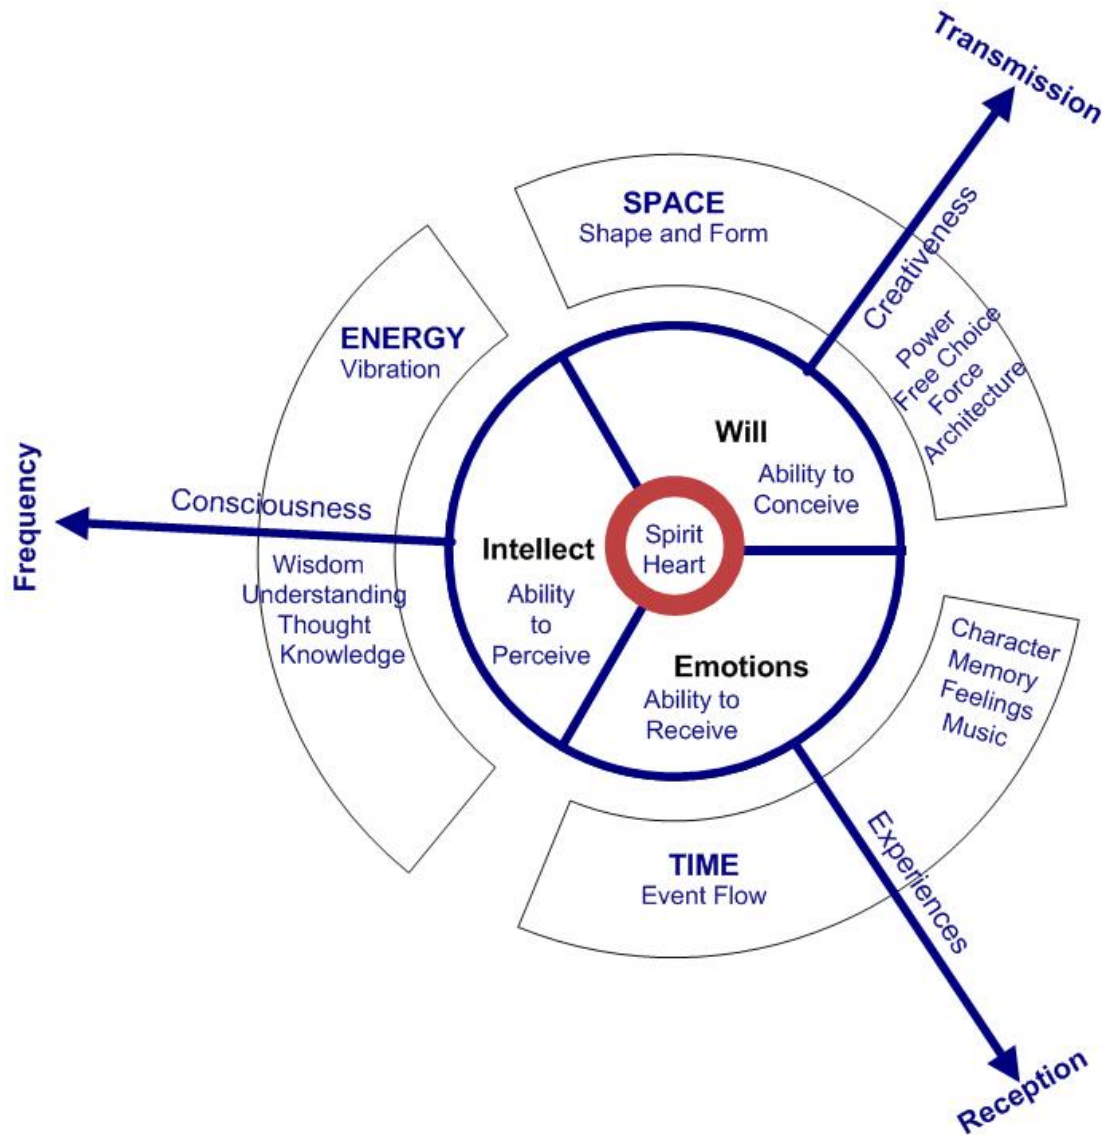 Transmission
SPACE
Shape and Form
Creativeness
Power
Free Choice
Force
Architecture
ENERGY
Vibration
Frequency
Consciousness
Wisdom
Understanding
Thought
Knowledge
Will
Ability to
Conceive
Spirit
Heart
Intellect
Ability
to
Perceive
Emotions
Ability to
Receive
Character
Memory
Feelings
Music
TIME
Event Flow
Experiences
Reception